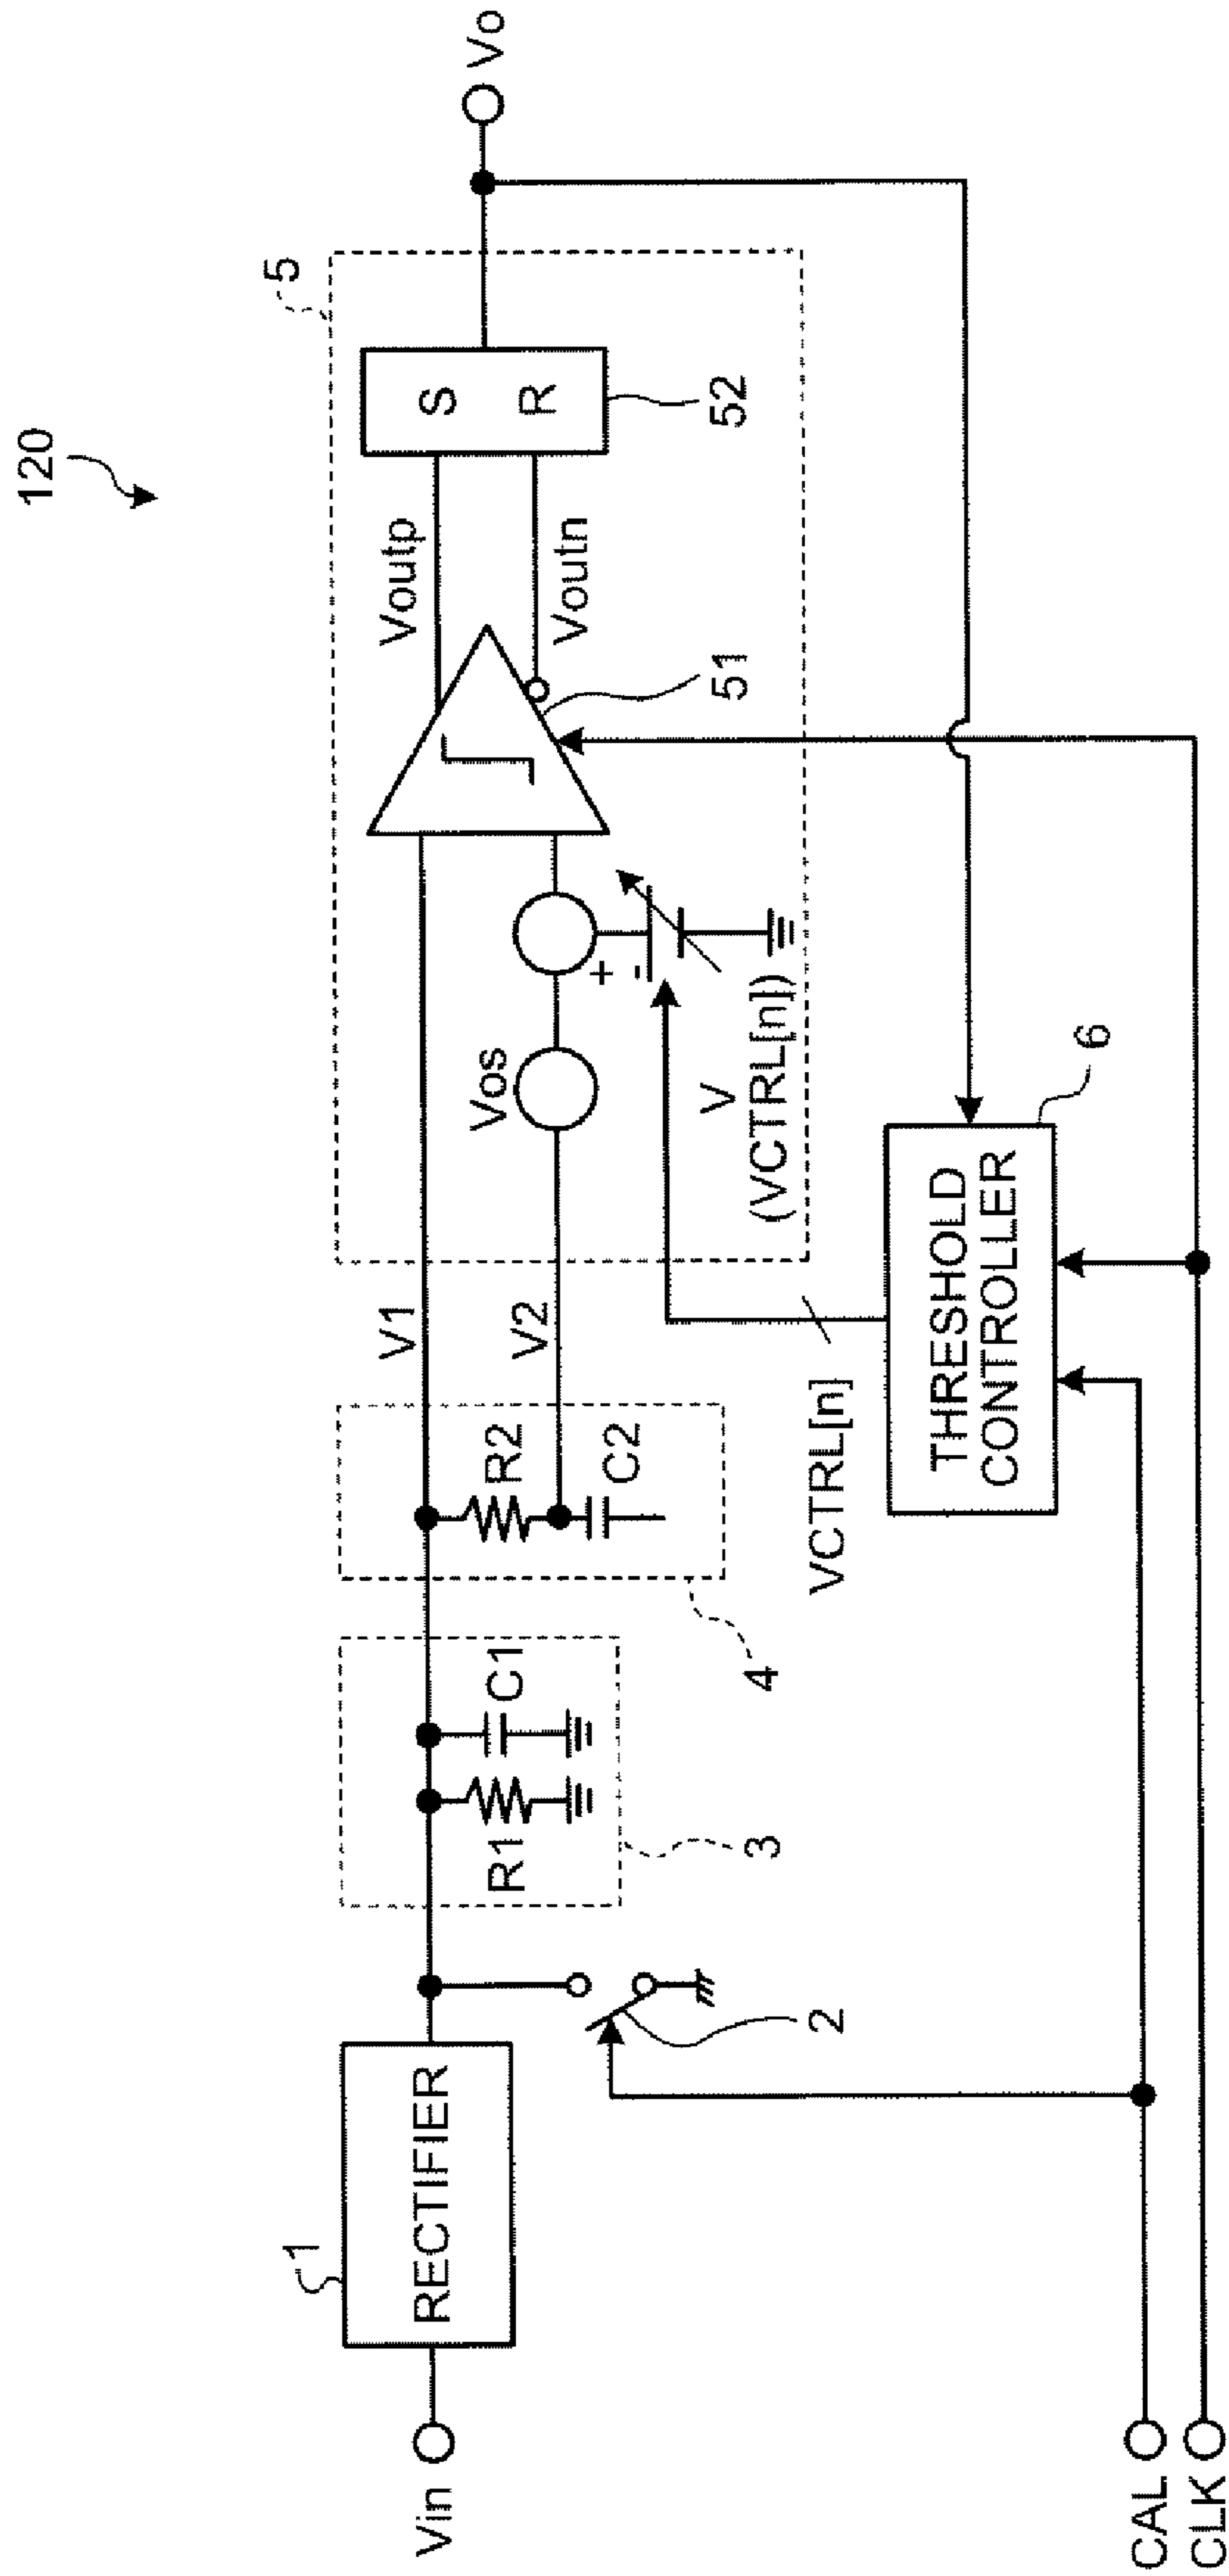 120
5
Vin
1
RECTIFIER
2
R1
C1
3
R2
C2
4
V1
V2
Vos
+
-
V
(VCTRL[n])
51
Voutp
Voutn
S
R
52
Vo
VCTRL[n]
THRESHOLD
CONTROLLER
6
CAL
CLK